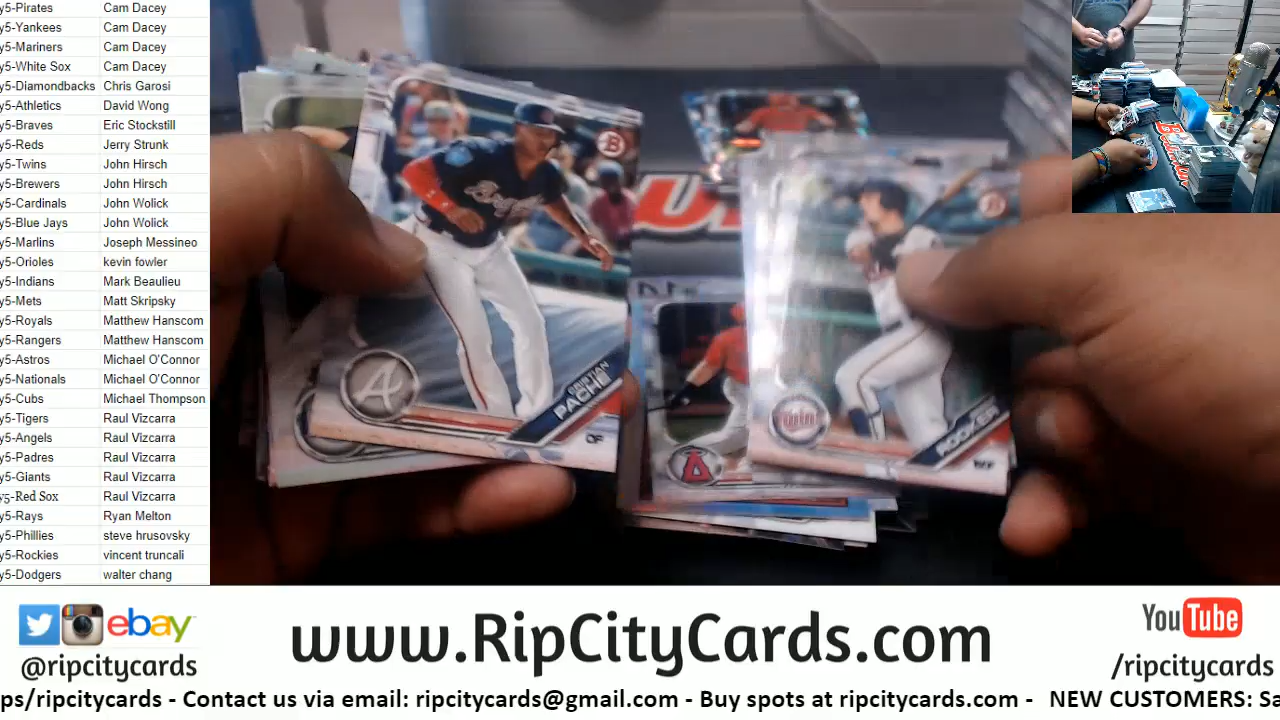 y5-Pirates Cam Dacey
y5-Yankees Cam Dacey
y5-Mariners Cam Dacey
y5-White Sox Cam Dacey
y5-Diamondbacks Chris Garosi
y5-Athletics David Wong
y5-Braves Eric Stockstill
y5-Reds Jerry Strunk
y5-Twins John Hirsch
y5-Brewers John Hirsch
y5-Cardinals John Wolick
y5-Blue Jays John Wolick
y5-Marlins Joseph Messineo
y5-Orioles kevin fowler
y5-Indians Mark Beaulieu
y5-Mets Matt Skripsky
y5-Royals Matthew Hanscom
y5-Rangers Matthew Hanscom
y5-Astros Michael O'Connor
y5-Nationals Michael O'Connor
y5-Cubs Michael Thompson
y5-Tigers Raul Vizcarra
y5-Angels Raul Vizcarra
y5-Padres Raul Vizcarra
y5-Giants Raul Vizcarra
y5-Red Sox Raul Vizcarra
y5-Rays Ryan Melton
y5-Phillies steve hrusovsky
y5-Rockies vincent truncali
y5-Dodgers walter chang
B
Braves
A
CRISTIAN
PACHE
OF
A
ROOKER
ebay
@ripcitycards
www.RipCityCards.com
YouTube
/ripcitycards
ps/ripcitycards - Contact us via email: ripcitycards@gmail.com - Buy spots at ripcitycards.com - NEW CUSTOMERS: Sa